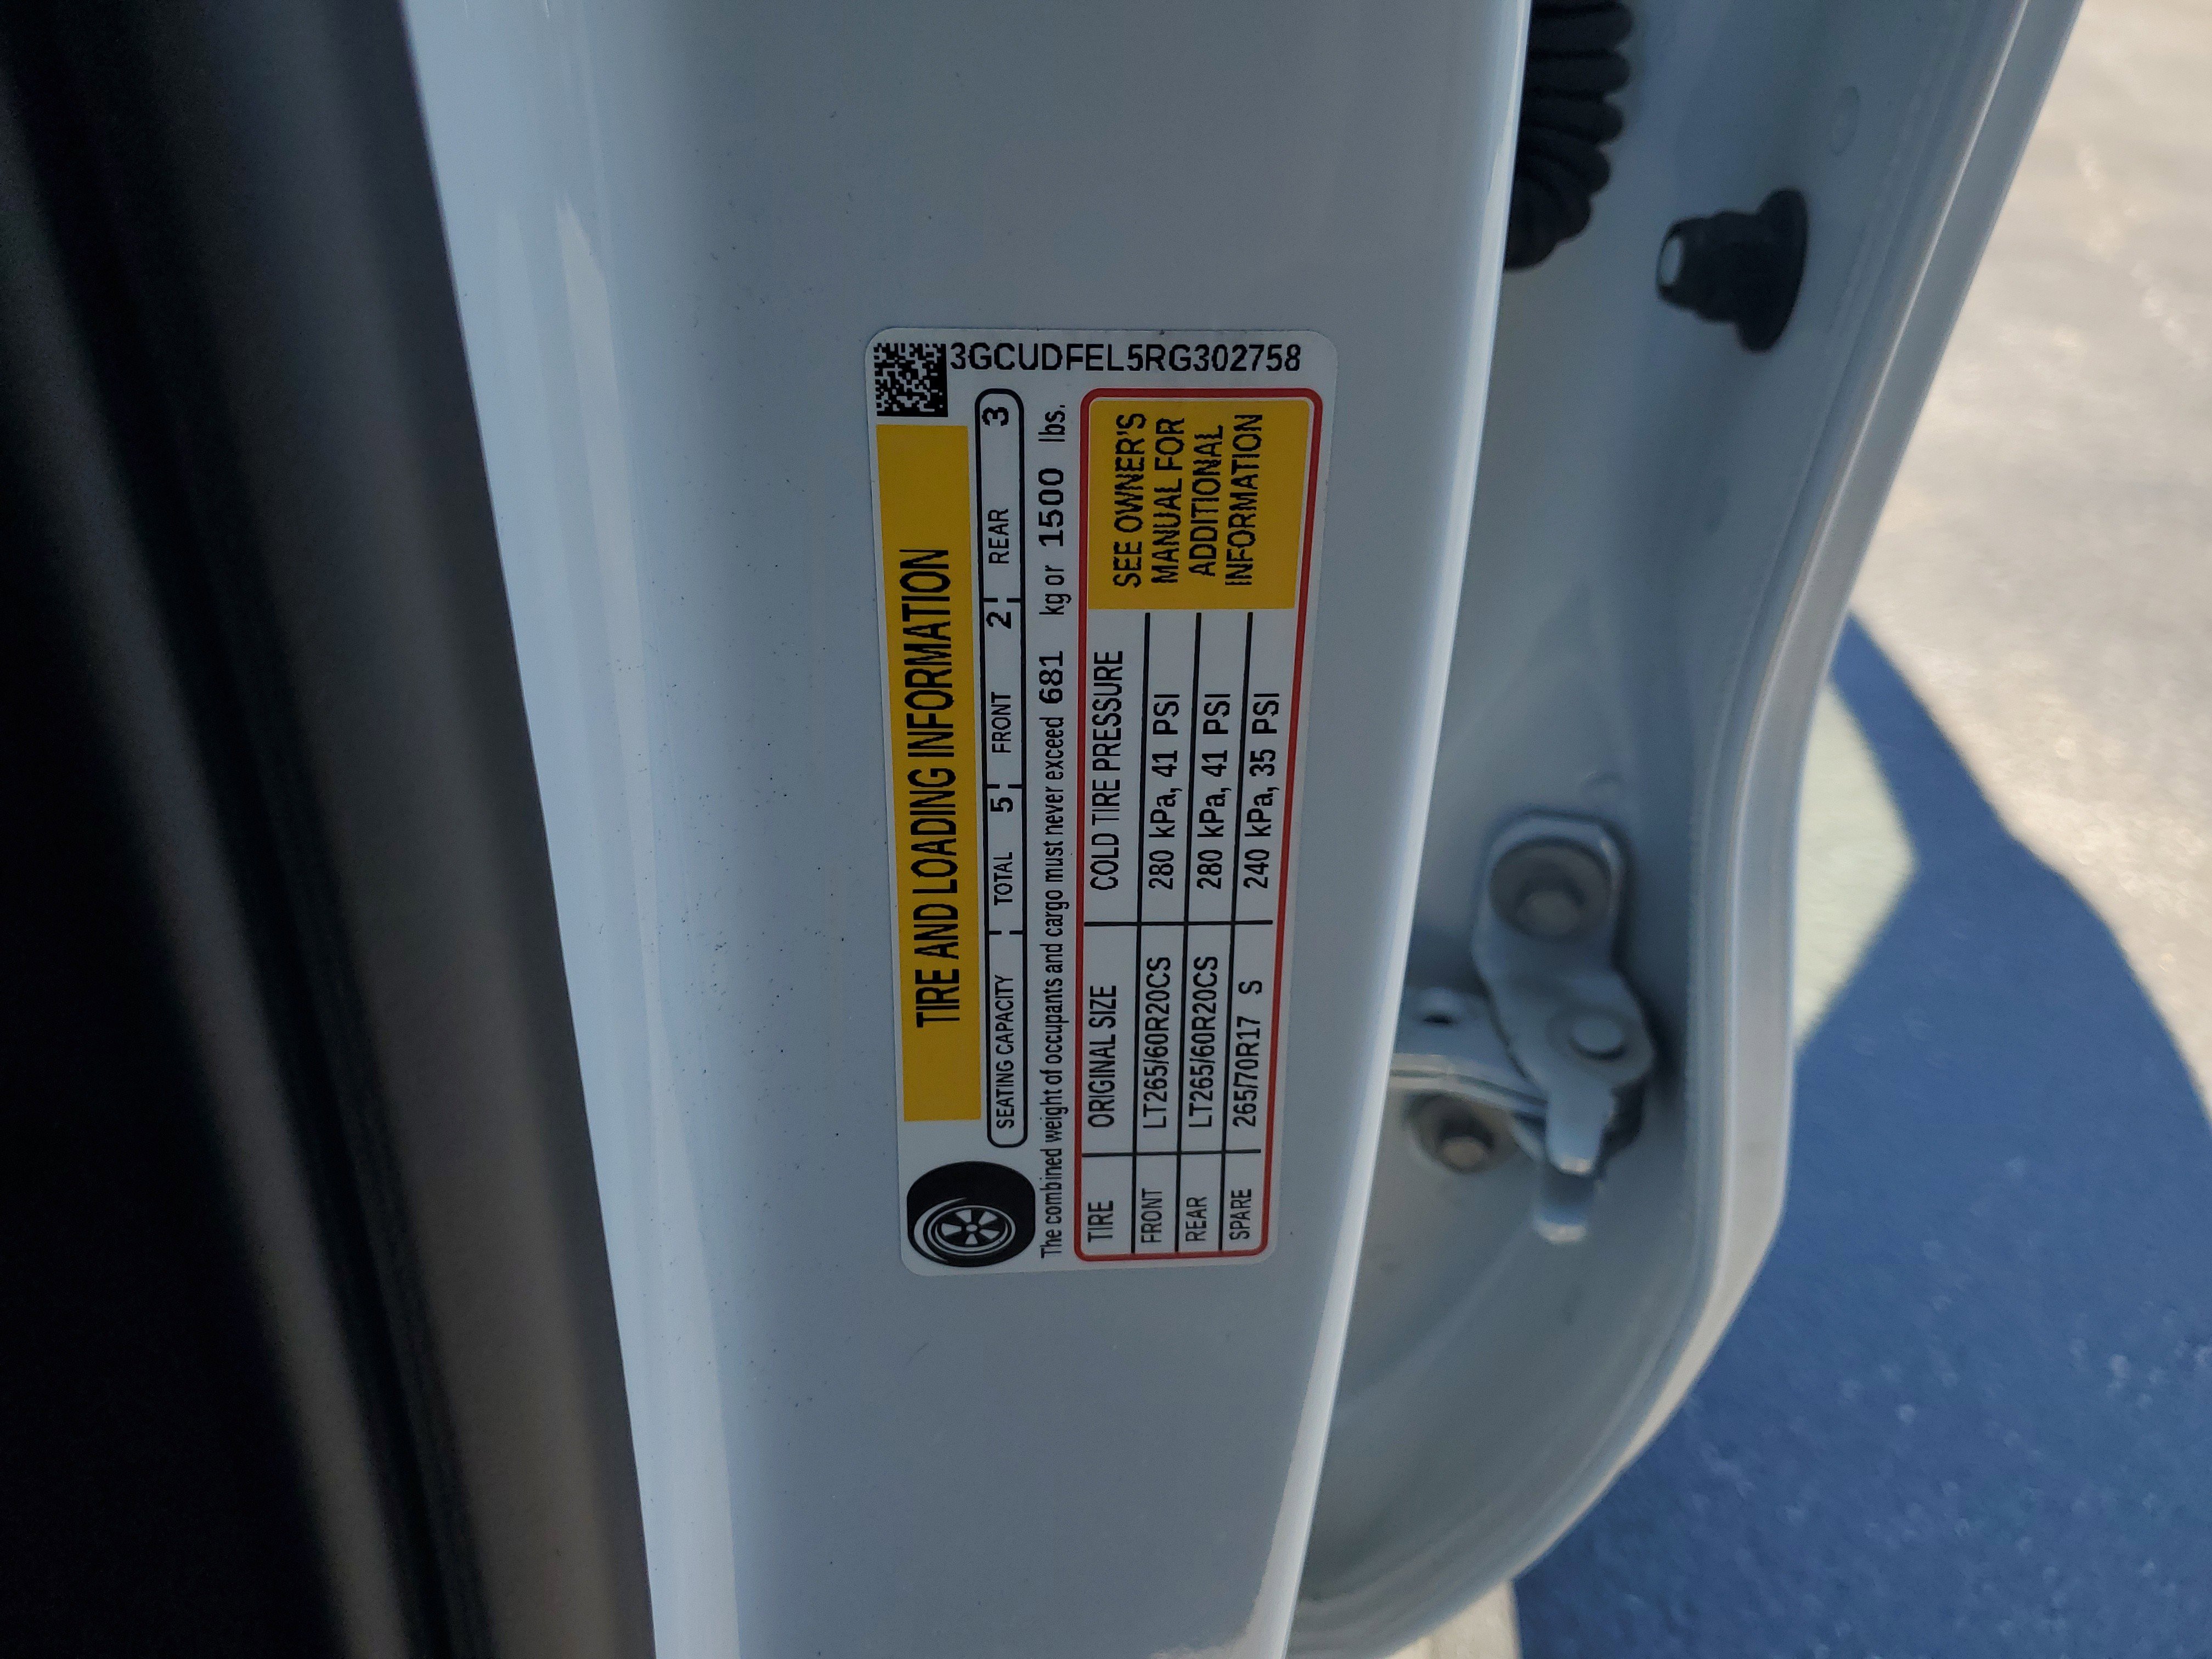 3GCUDFEL5RG302758
TIRE AND LOADING INFORMATION
SEATING CAPACITY TOTAL 5 FRONT 2 REAR 3
The combined weight of occupants and cargo must never exceed 681 kg or 1500 lbs.
TIRE ORIGINAL SIZE COLD TIRE PRESSURE
FRONT LT265/60R20CS 280 kPa, 41 PSI
REAR LT265/60R20CS 280 kPa, 41 PSI
SPARE 265/70R17 S 240 kPa, 35 PSI
SEE OWNER'S
MANUAL FOR
ADDITIONAL
INFORMATION